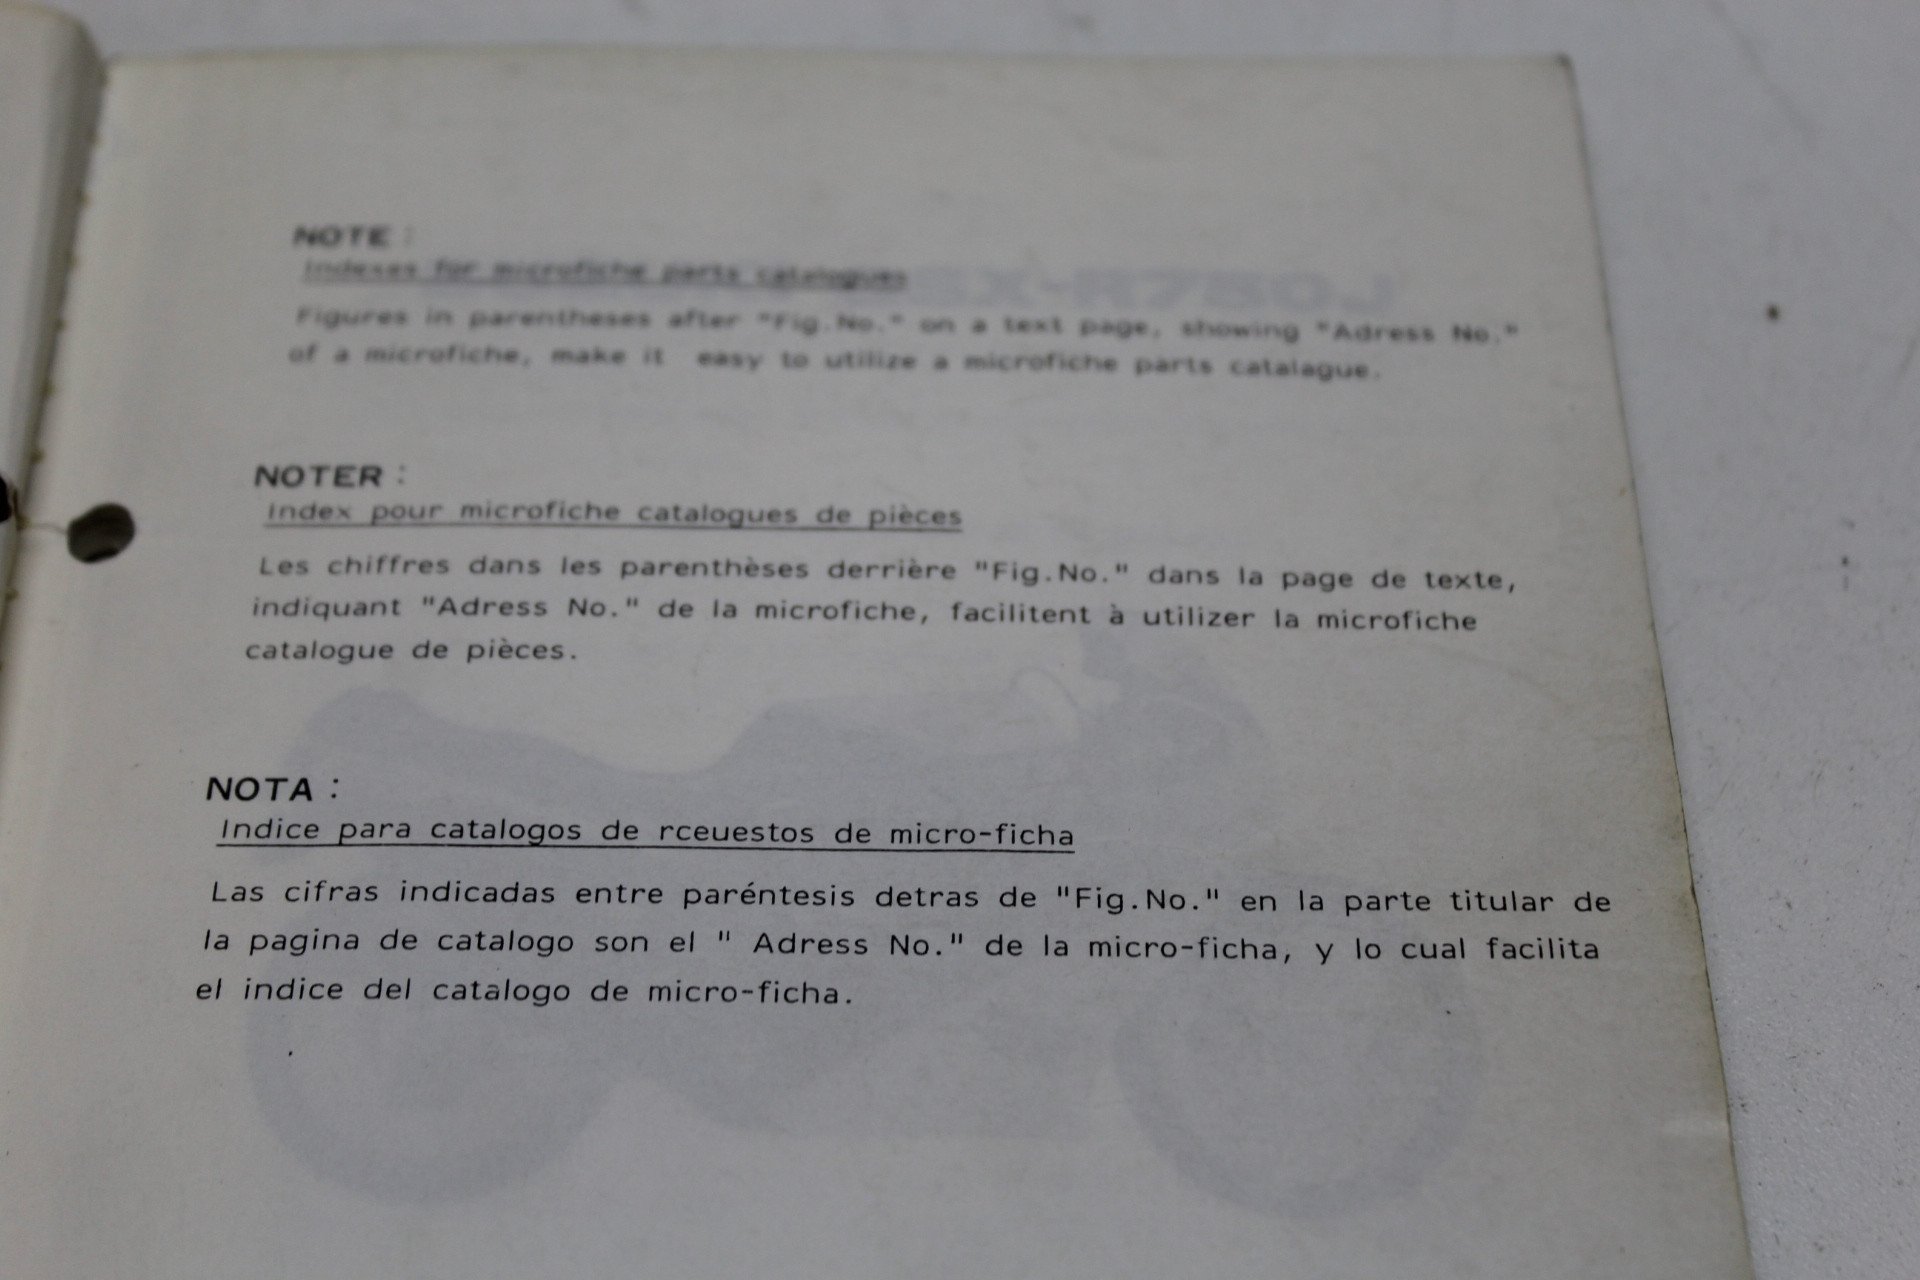 NOTE :
Indexes for microfiche parts catalogues
Figures in parentheses after "Fig.No." on a text page, showing "Adress No."
of a microfiche, make it easy to utilize a microfiche parts catalague.
NOTER :
Index pour microfiche catalogues de pièces
Les chiffres dans les parenthèses derrière "Fig.No." dans la page de texte,
indiquant "Adress No." de la microfiche, facilitent à utilizer la microfiche
catalogue de pièces.
NOTA :
Indice para catalogos de rceuestos de micro-ficha
Las cifras indicadas entre paréntesis detras de "Fig.No." en la parte titular de
la pagina de catalogo son el " Adress No." de la micro-ficha, y lo cual facilita
el indice del catalogo de micro-ficha.